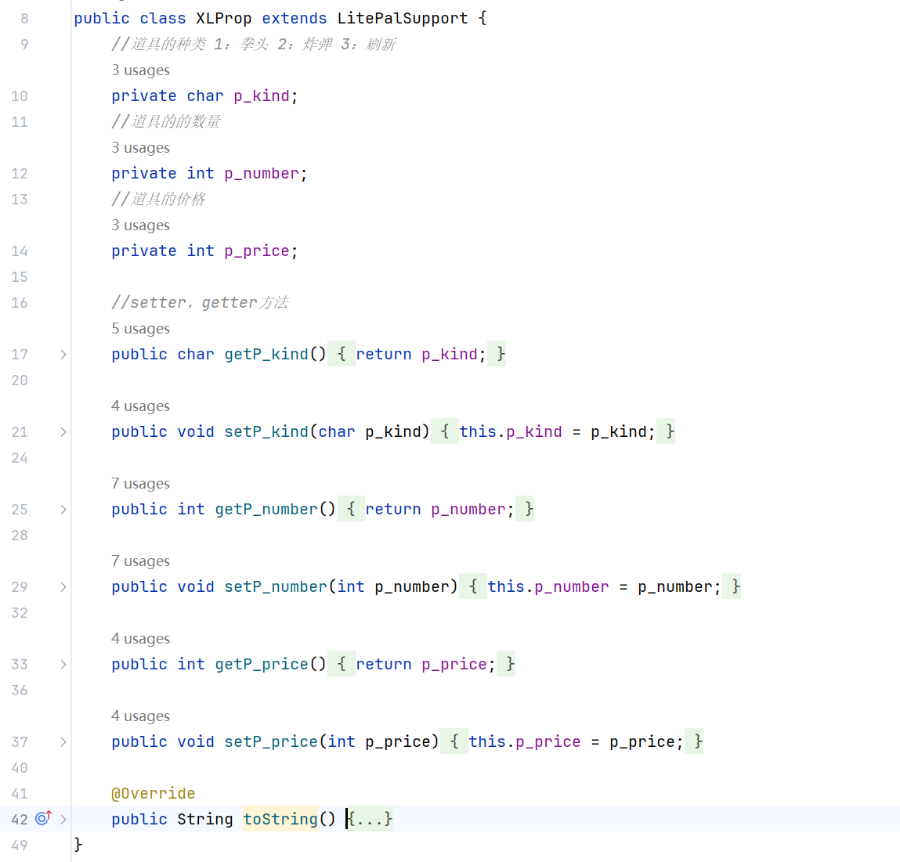 8 public class XLProp extends LitePalSupport {
9 //道具的种类 1：拳头 2：炸弹 3：刷新
3 usages
10 private char p_kind;
11 //道具的的数量
3 usages
12 private int p_number;
13 //道具的价格
3 usages
14 private int p_price;
15
16 //setter、getter方法
5 usages
17 public char getP_kind() { return p_kind; }
20
4 usages
21 public void setP_kind(char p_kind) { this.p_kind = p_kind; }
24
7 usages
25 public int getP_number() { return p_number; }
28
7 usages
29 public void setP_number(int p_number) { this.p_number = p_number; }
32
4 usages
33 public int getP_price() { return p_price; }
36
4 usages
37 public void setP_price(int p_price) { this.p_price = p_price; }
40
41 @Override
42 public String toString() {...}
49 }